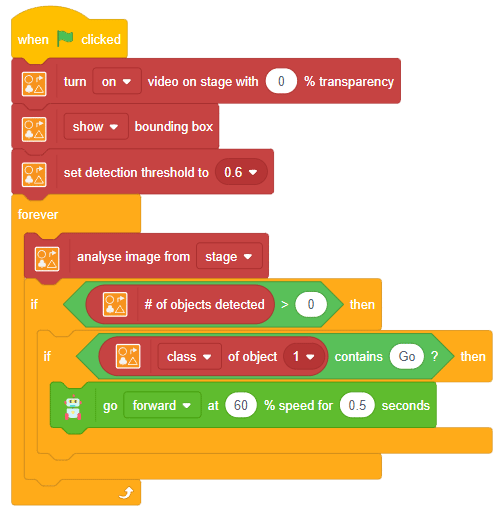 when clicked
turn on video on stage with 0 % transparency
show bounding box
set detection threshold to 0.6
forever
analyse image from stage
if # of objects detected > 0 then
if class of object 1 contains Go ? then
go forward at 60 % speed for 0.5 seconds